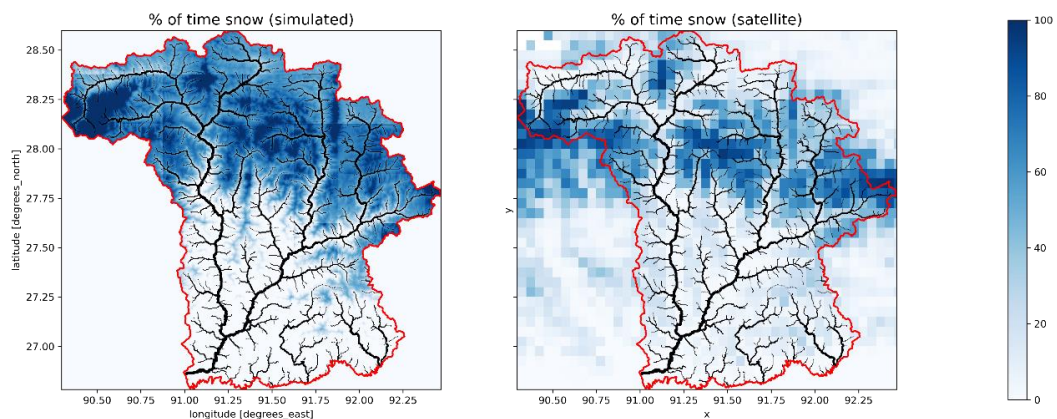 % of time snow (simulated)
% of time snow (satellite)
28.50
28.25
28.00
27.75
27.50
27.25
27.00
latitude [degrees_north]
y
100
80
60
40
20
0
90.50 90.75 91.00 91.25 91.50 91.75 92.00 92.25
90.50 90.75 91.00 91.25 91.50 91.75 92.00 92.25
longitude [degrees_east]
x